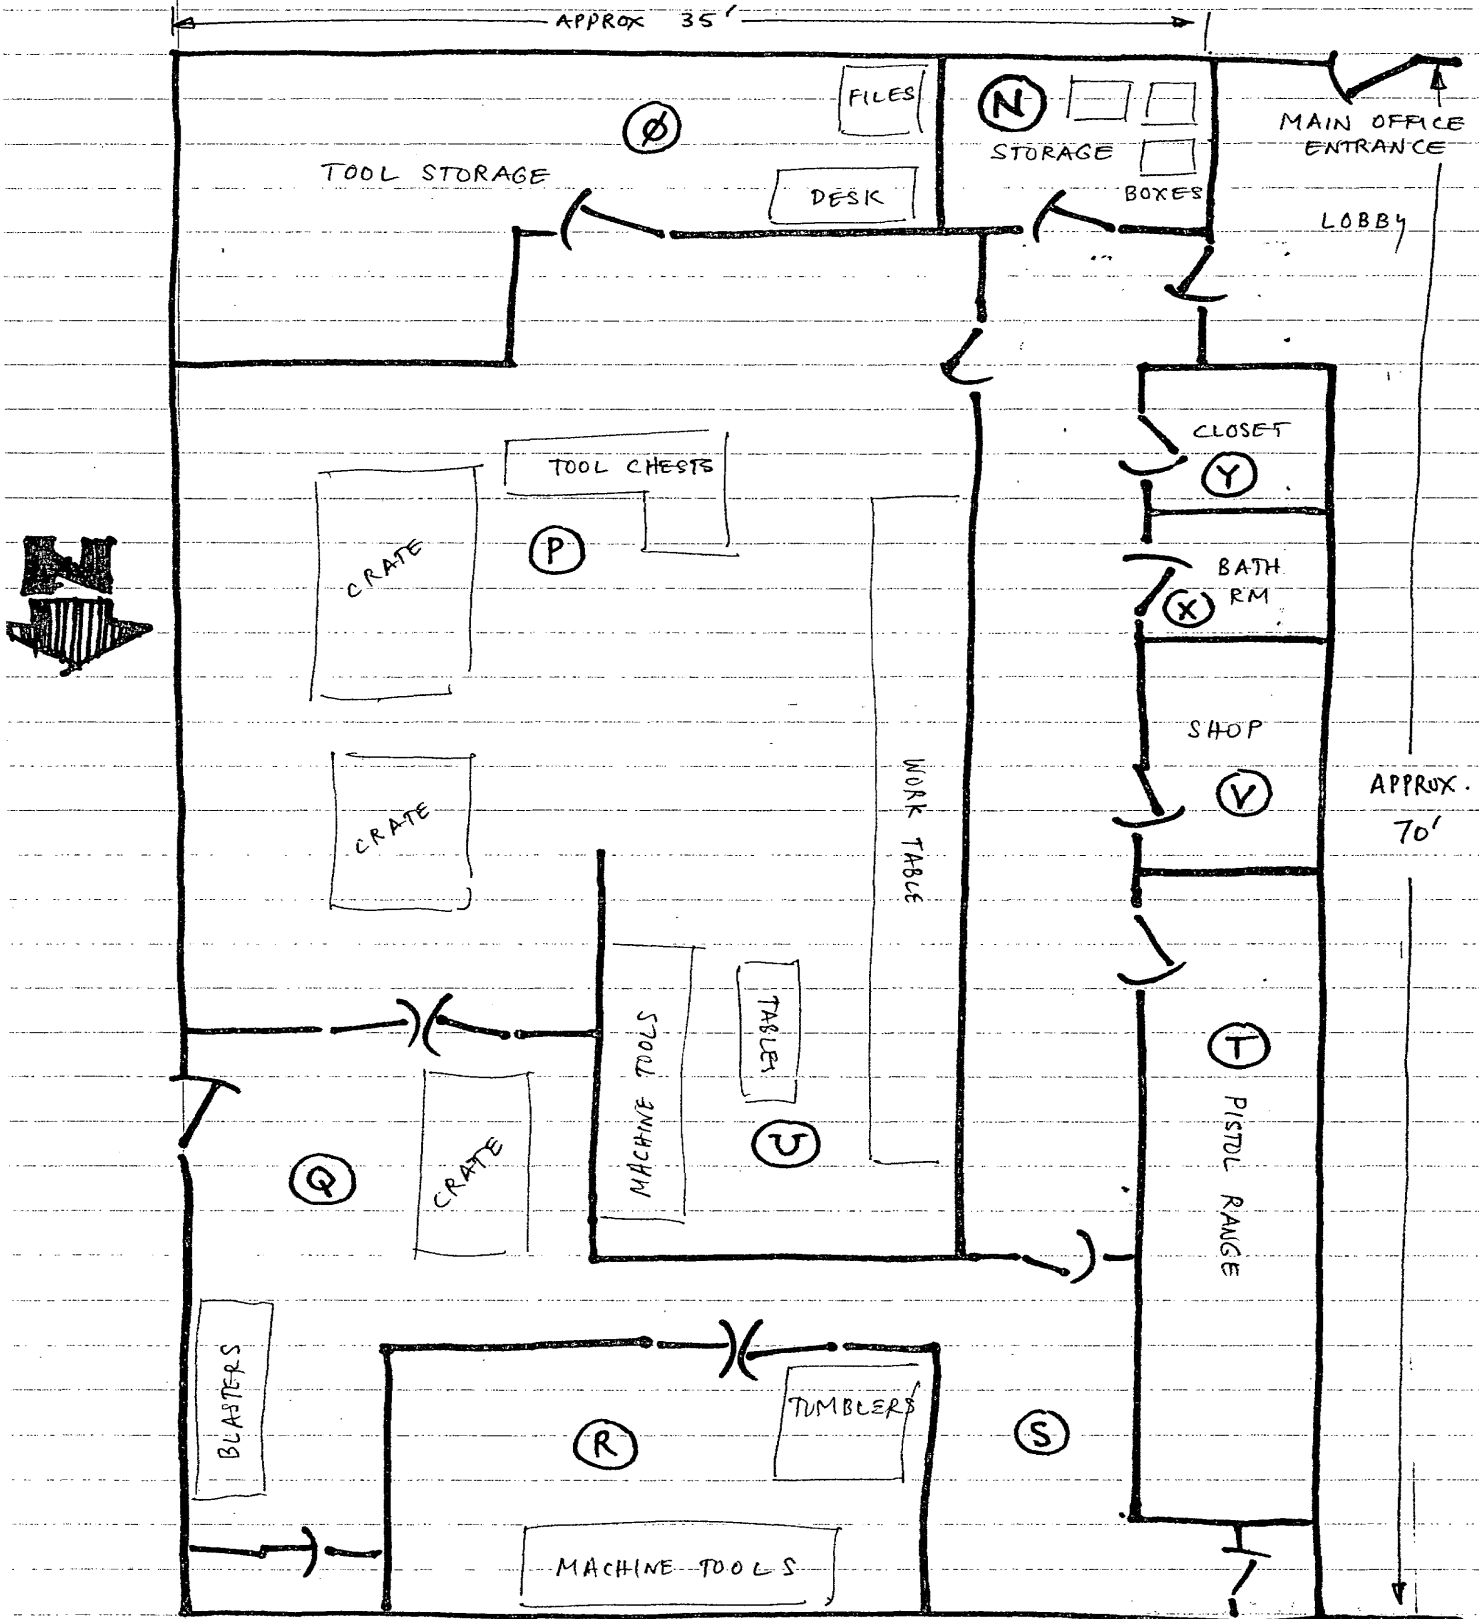 APPROX 35'
FILES
N
Ø
MAIN OFFICE
ENTRANCE
STORAGE
TOOL STORAGE
DESK
BOXES
LOBBY
CLOSET
Y
TOOL CHESTS
CRATE
P
N
BATH
RM
X
SHOP
V
APPROX.
70'
WORK TABLE
CRATE
MACHINE TOOLS
TABLES
T
PISTOL RANGE
U
Q
CRATE
BLASTERS
TUMBLERS
R
S
MACHINE TOOLS